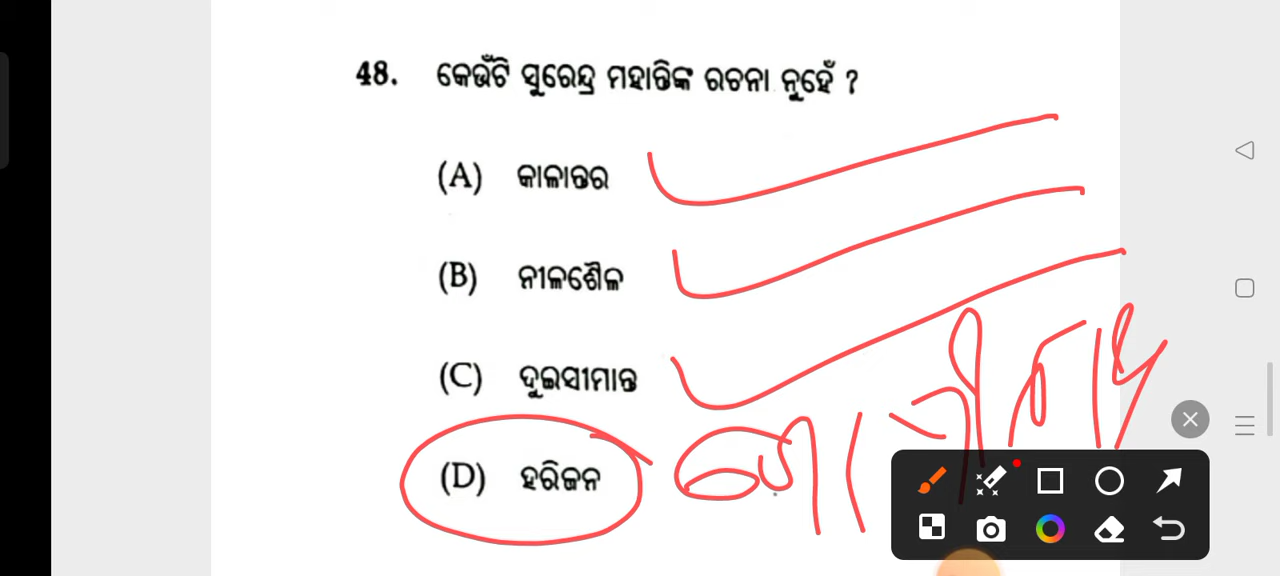 48. କେଉଁଟି ସୁରେନ୍ଦ୍ର ମହାନ୍ତିଙ୍କ ରଚନା ନୁହେଁ ?
(A) କାଳାନ୍ତର
(B) ନୀଳଶୈଳ
(C) ଦୁଇସୀମାନ୍ତ
(D) ହରିଜନ